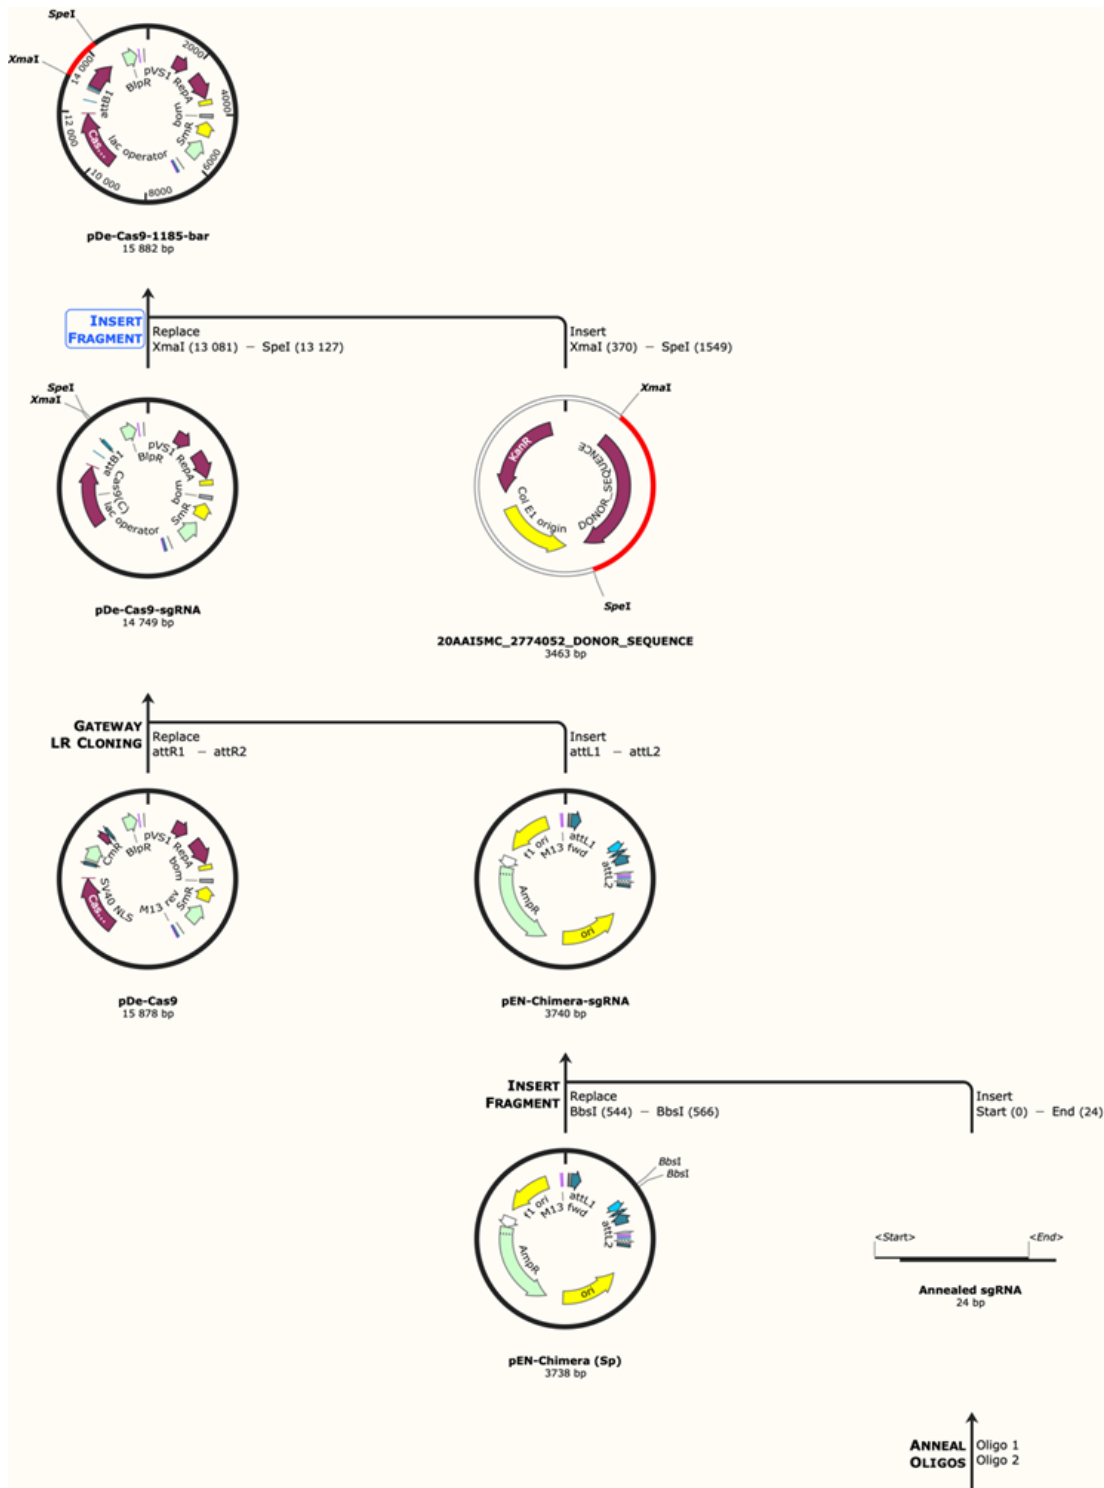 SpeI
XmaI
2000
4000
6000
8000
10 000
12 000
14 000
BlpR
pVS1
RepA
bom
SmR
lac operator
Cas...
attB1
pDe-Cas9-1185-bar
15 882 bp
INSERT
FRAGMENT
Replace
XmaI (13 081) – SpeI (13 127)
Insert
XmaI (370) – SpeI (1549)
SpeI
XmaI
BlpR
pVS1
RepA
bom
SmR
lac operator
Cas9(C)
attB1
pDe-Cas9-sgRNA
14 749 bp
XmaI
KanR
Col E1 origin
DONOR_SEQUENCE
SpeI
20AAI5MC_2774052_DONOR_SEQUENCE
3463 bp
GATEWAY
LR CLONING
Replace
attR1 – attR2
Insert
attL1 – attL2
CmR
BlpR
pVS1
RepA
bom
SmR
M13 rev
SV40 NLS
Cas...
pDe-Cas9
15 878 bp
f1 ori
M13 fwd
attL1
attL2
AmpR
ori
pEN-Chimera-sgRNA
3740 bp
INSERT
FRAGMENT
Replace
BbsI (544) – BbsI (566)
Insert
Start (0) – End (24)
BbsI
BbsI
f1 ori
M13 fwd
attL1
attL2
AmpR
ori
pEN-Chimera (Sp)
3738 bp
<Start>
<End>
Annealed sgRNA
24 bp
ANNEAL
OLIGOS
Oligo 1
Oligo 2